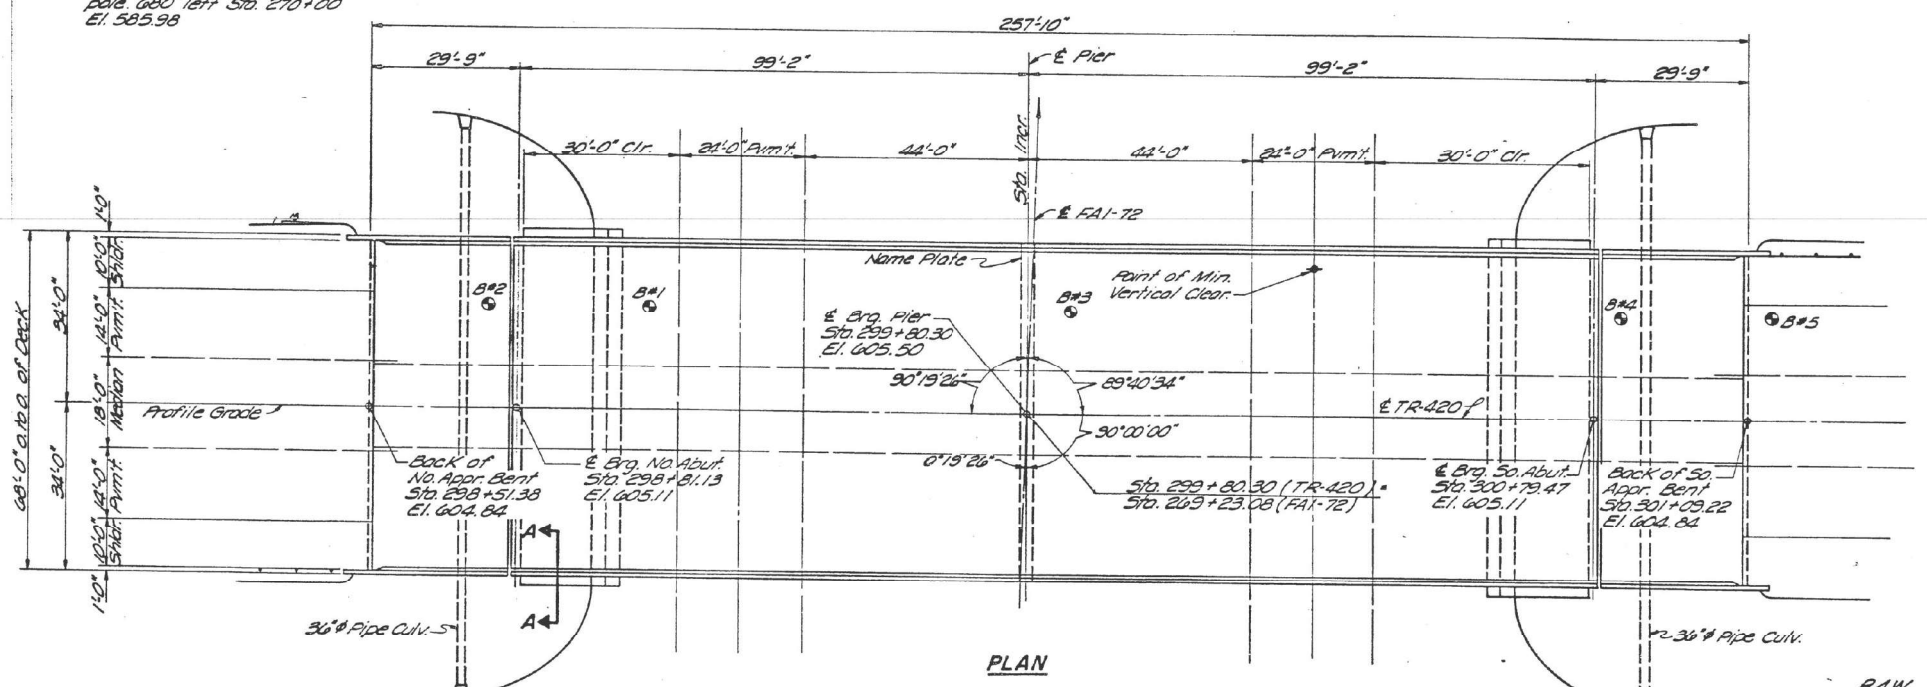 pole. 680' left Sta. 270+00
El. 585.98
257'-10"
29'-9"
99'-2"
℄ Pier
99'-2"
29'-9"
30'-0" Clr.
24'-0" Pvm't.
44'-0"
Sta. Incr.
44'-0"
24'-0" Pvm't.
30'-0" Clr.
℄ FAI-72
1'-0"
10'-0" Shldr.
14'-0" Pvmt.
18'-0" Median
14'-0" Pvmt.
10'-0" Shldr.
1'-0"
34'-0"
34'-0"
68'-0" o. to o. of Deck
Name Plate
Point of Min.
Vertical Clear.
B#2
B#1
B#3
B#4
B#5
℄ Brg. Pier
Sta. 299+80.30
El. 605.50
90°19'26"
89°40'34"
Profile Grade
℄ TR-420
90°00'00"
0°19'26"
Back of
No. Appr. Bent
Sta. 298+51.38
El. 604.84
℄ Brg. No. Abut.
Sta. 298+81.13
El. 605.11
Sta. 299+80.30 (TR-420) =
Sta. 269+23.08 (FAI-72)
℄ Brg. So. Abut.
Sta. 300+79.47
El. 605.11
Back of So.
Appr. Bent
Sta. 301+09.22
El. 604.84
A
A
36"φ Pipe Culv.
36"φ Pipe Culv.
PLAN